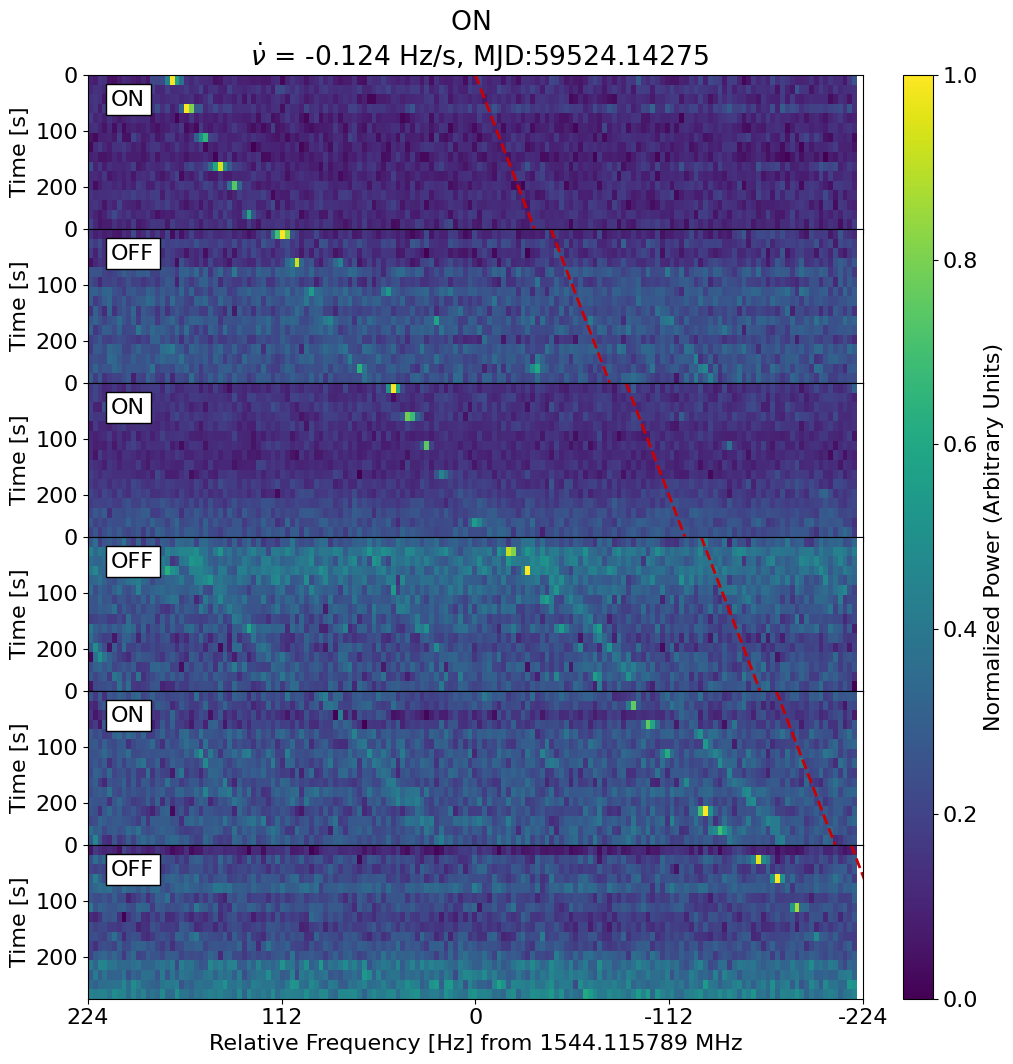 ON
ν̇ = -0.124 Hz/s, MJD:59524.14275
0
100
200
Time [s]
ON
0
100
200
Time [s]
OFF
0
100
200
Time [s]
ON
0
100
200
Time [s]
OFF
0
100
200
Time [s]
ON
0
100
200
Time [s]
OFF
224 112 0 -112 -224
Relative Frequency [Hz] from 1544.115789 MHz
1.0
0.8
0.6
0.4
0.2
0.0
Normalized Power (Arbitrary Units)